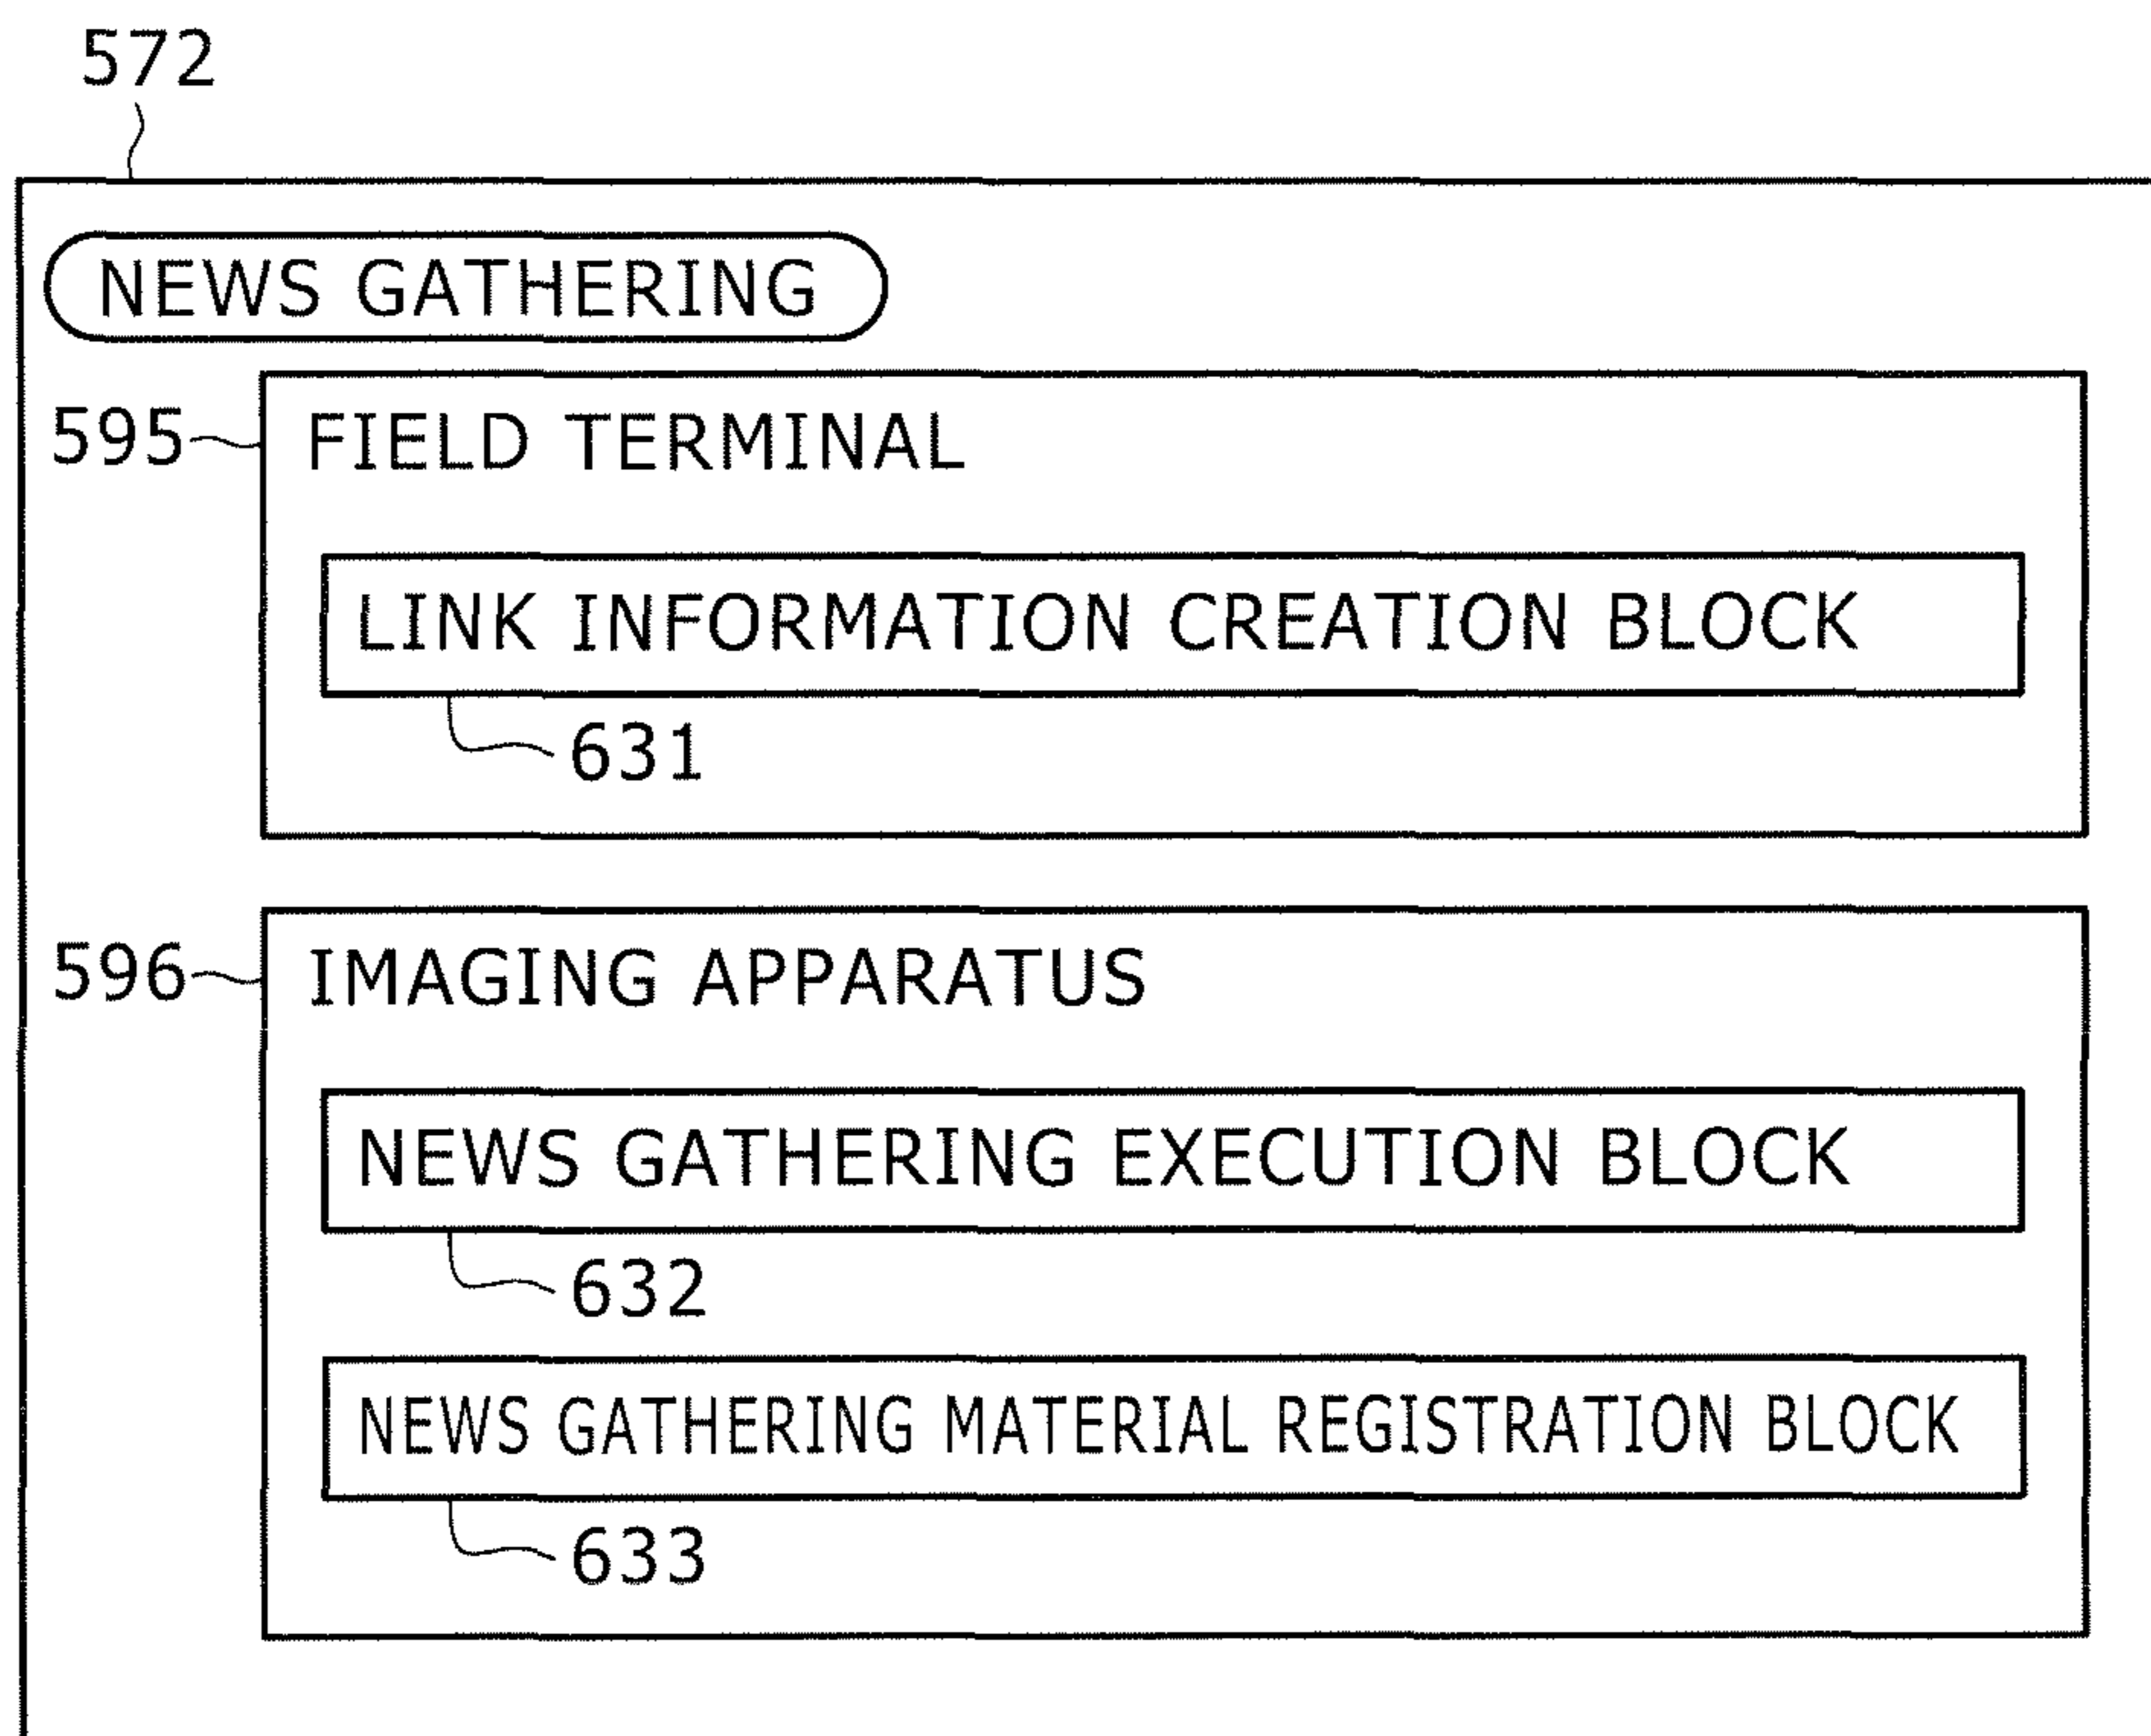 572
NEWS GATHERING
595 FIELD TERMINAL
LINK INFORMATION CREATION BLOCK
631
596 IMAGING APPARATUS
NEWS GATHERING EXECUTION BLOCK
632
NEWS GATHERING MATERIAL REGISTRATION BLOCK
633